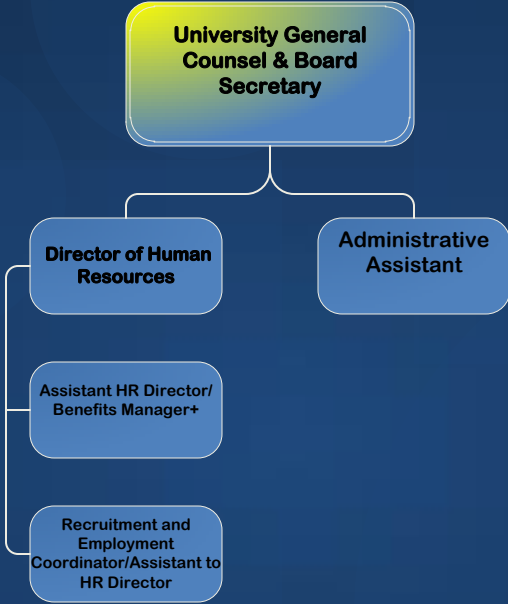 University General
Counsel & Board
Secretary
Director of Human
Resources
Administrative
Assistant
Assistant HR Director/
Benefits Manager+
Recruitment and
Employment
Coordinator/Assistant to
HR Director